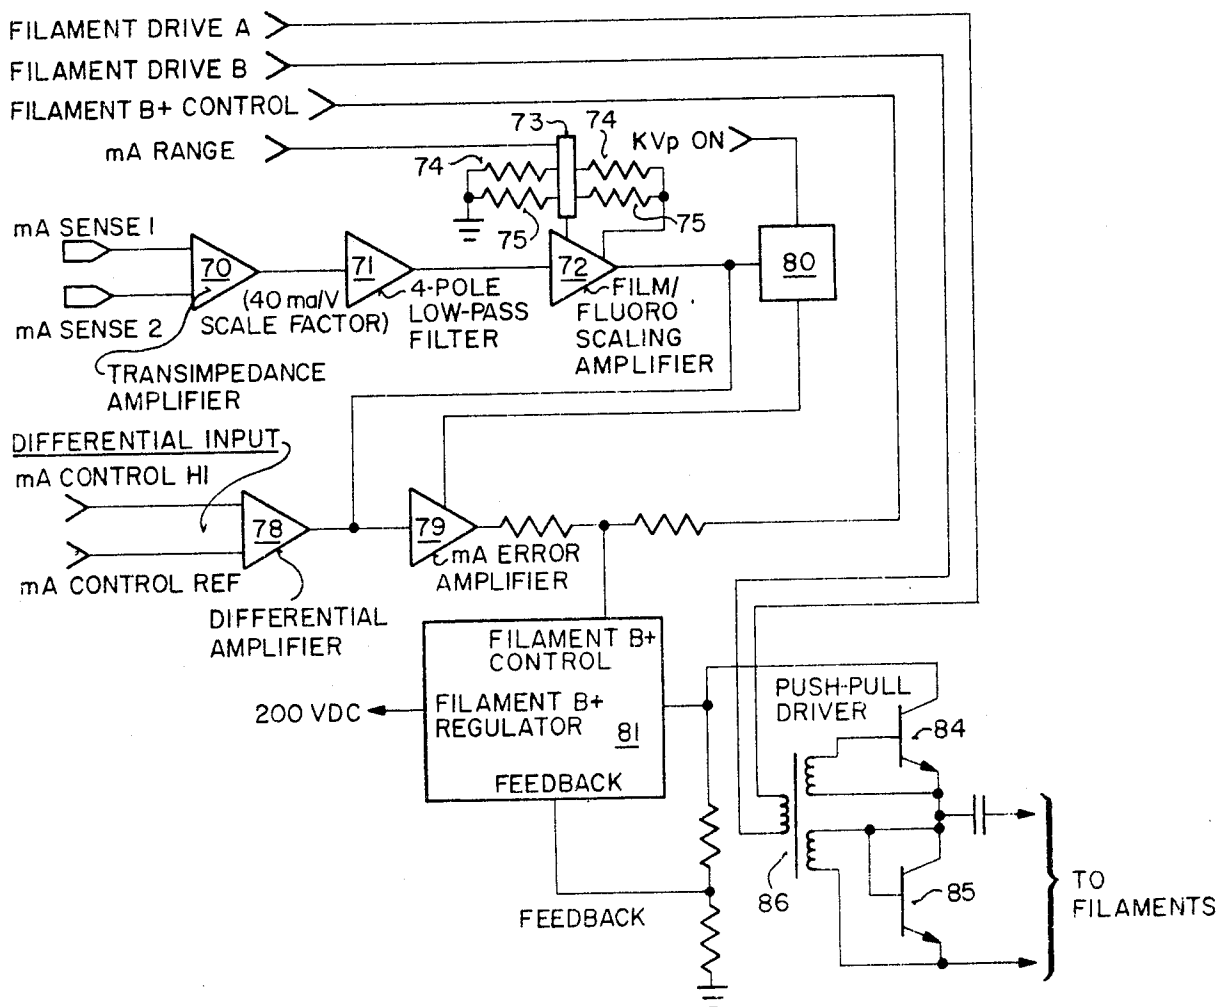 FILAMENT DRIVE A
FILAMENT DRIVE B
FILAMENT B+ CONTROL
mA RANGE
73
74
74
KVp ON
75
75
mA SENSE 1
mA SENSE 2
70
(40 ma/V
SCALE FACTOR)
71
4-POLE
LOW-PASS
FILTER
72
FILM/
FLUORO
SCALING
AMPLIFIER
80
TRANSIMPEDANCE
AMPLIFIER
DIFFERENTIAL INPUT
mA CONTROL HI
mA CONTROL REF
78
DIFFERENTIAL
AMPLIFIER
79
mA ERROR
AMPLIFIER
FILAMENT B+
CONTROL
200 VDC
FILAMENT B+
REGULATOR
81
FEEDBACK
FEEDBACK
PUSH-PULL
DRIVER
84
85
86
TO
FILAMENTS